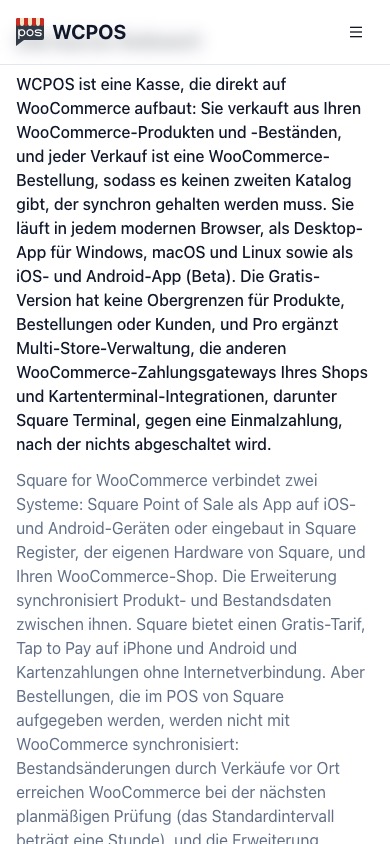 pos WCPOS
WCPOS ist eine Kasse, die direkt auf
WooCommerce aufbaut: Sie verkauft aus Ihren
WooCommerce-Produkten und -Beständen,
und jeder Verkauf ist eine WooCommerce-
Bestellung, sodass es keinen zweiten Katalog
gibt, der synchron gehalten werden muss. Sie
läuft in jedem modernen Browser, als Desktop-
App für Windows, macOS und Linux sowie als
iOS- und Android-App (Beta). Die Gratis-
Version hat keine Obergrenzen für Produkte,
Bestellungen oder Kunden, und Pro ergänzt
Multi-Store-Verwaltung, die anderen
WooCommerce-Zahlungsgateways Ihres Shops
und Kartenterminal-Integrationen, darunter
Square Terminal, gegen eine Einmalzahlung,
nach der nichts abgeschaltet wird.
Square for WooCommerce verbindet zwei
Systeme: Square Point of Sale als App auf iOS-
und Android-Geräten oder eingebaut in Square
Register, der eigenen Hardware von Square, und
Ihren WooCommerce-Shop. Die Erweiterung
synchronisiert Produkt- und Bestandsdaten
zwischen ihnen. Square bietet einen Gratis-Tarif,
Tap to Pay auf iPhone und Android und
Kartenzahlungen ohne Internetverbindung. Aber
Bestellungen, die im POS von Square
aufgegeben werden, werden nicht mit
WooCommerce synchronisiert:
Bestandsänderungen durch Verkäufe vor Ort
erreichen WooCommerce bei der nächsten
planmäßigen Prüfung (das Standardintervall
beträgt eine Stunde), und die Erweiterung